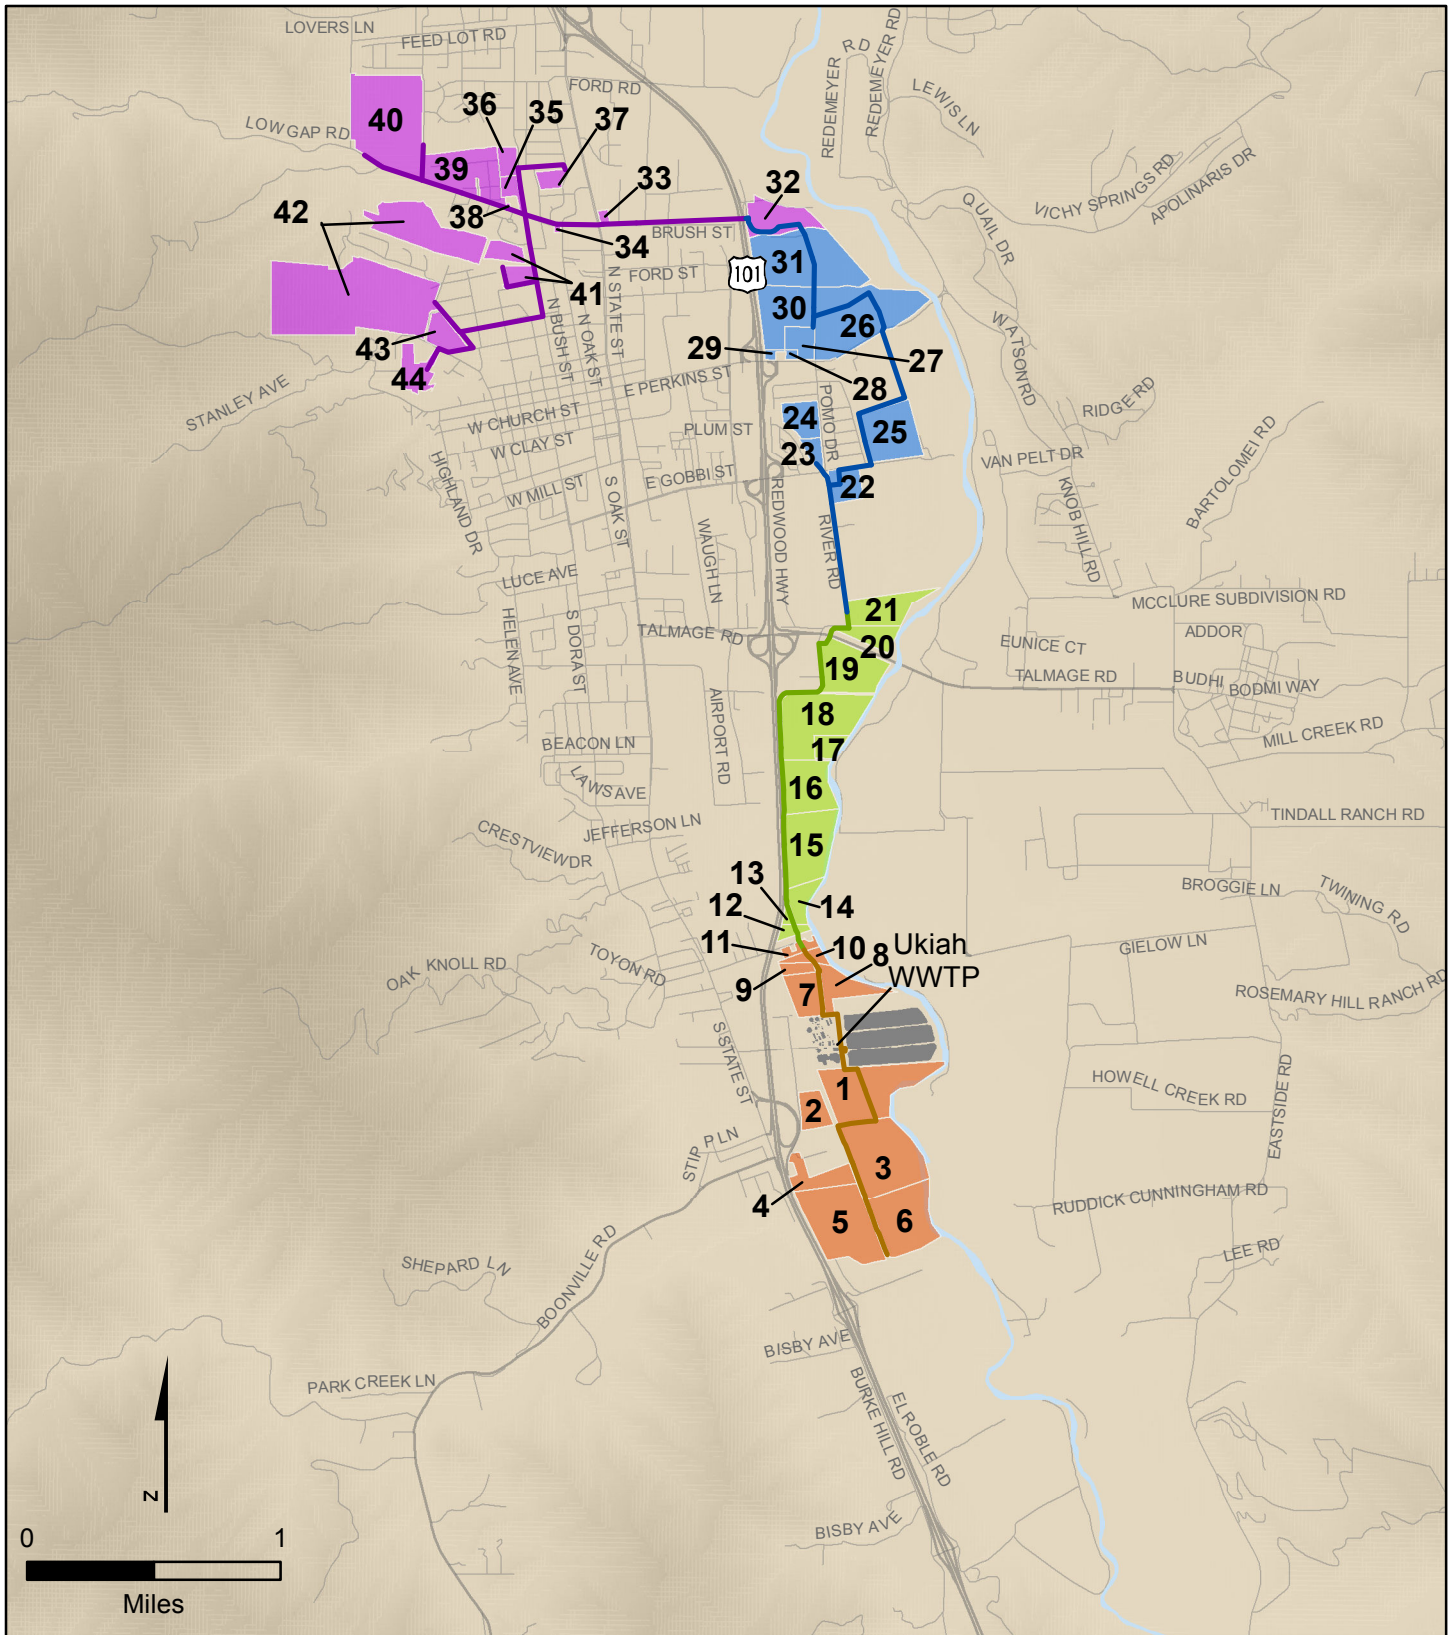 LOVERS LN
FEED LOT RD
FORD RD
REDEMEYER RD
REDEMEYER RD
LEWIS LN
LOW GAP RD
40
36
35
37
39
33
32
38
34
42
BRUSH ST
QUAIL DR
VICHY SPRINGS RD
APOLINARIS DR
31
101
FORD ST
41
N STATE ST
N OAK ST
N BUSH ST
30
26
WATSON RD
43
29
27
28
44
E PERKINS ST
STANLEY AVE
W CHURCH ST
W CLAY ST
PLUM ST
POMO DR
24
25
RIDGE RD
BARTOLOMEI RD
23
VAN PELT DR
HIGHLAND DR
W MILL ST
E GOBBI ST
22
KNOB HILL RD
S OAK ST
WAUGH LN
REDWOOD HWY
RIVER RD
LUCE AVE
21
MCCLURE SUBDIVISION RD
HELEN AVE
S DORA ST
TALMAGE RD
20
EUNICE CT
ADDOR
19
TALMAGE RD
BUDHI
BODMI WAY
18
AIRPORT RD
MILL CREEK RD
BEACON LN
17
LAWS AVE
16
TINDALL RANCH RD
JEFFERSON LN
CRESTVIEW DR
15
13
BROGGIE LN
TWINING RD
12
14
11
10
8
Ukiah
WWTP
GIELOW LN
OAK KNOLL RD
TOYON RD
9
7
ROSEMARY HILL RANCH RD
S STATE ST
1
HOWELL CREEK RD
EASTSIDE RD
2
STIPP LN
3
4
5
6
RUDDICK CUNNINGHAM RD
LEE RD
SHEPARD LN
BOONVILLE RD
BISBY AVE
PARK CREEK LN
BURKE HILL RD
EL ROBLE RD
N
BISBY AVE
0
1
Miles